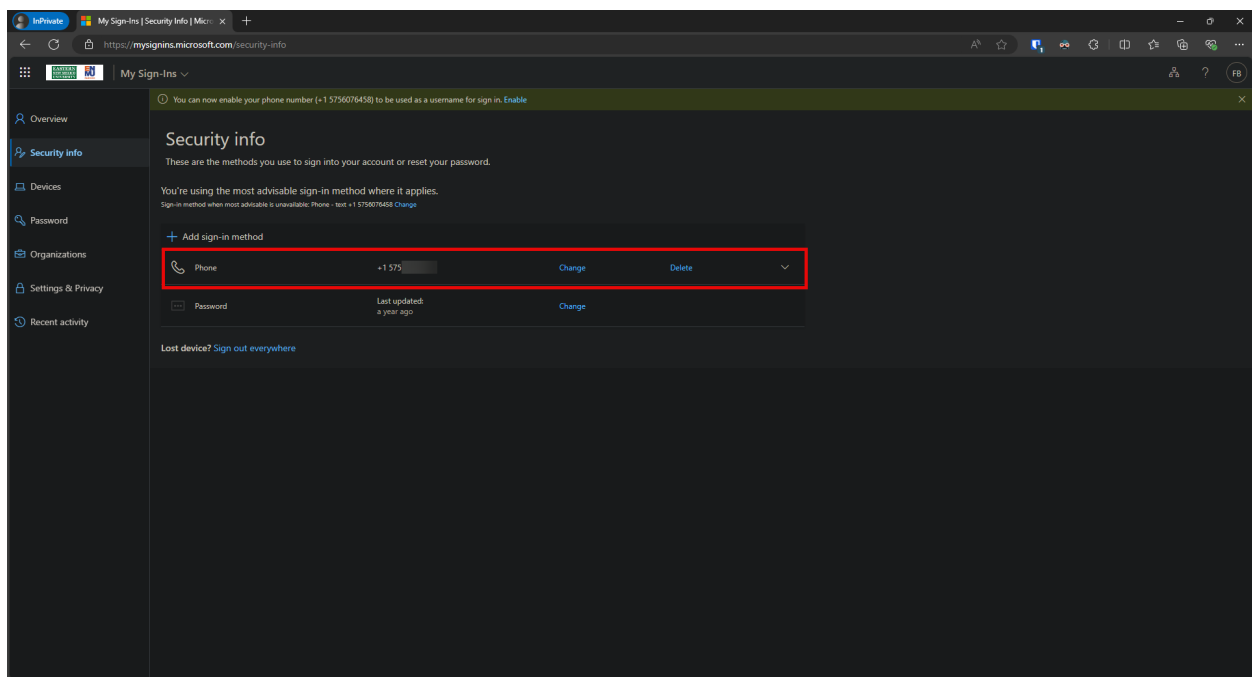 InPrivate
My Sign-Ins | Security Info | Micro
https://mysignins.microsoft.com/security-info
EASTERN NEW MEXICO UNIVERSITY
My Sign-Ins
FB
You can now enable your phone number (+1 5756076458) to be used as a username for sign in. Enable
Overview
Security info
Devices
Password
Organizations
Settings & Privacy
Recent activity
Security info
These are the methods you use to sign into your account or reset your password.
You're using the most advisable sign-in method where it applies.
Sign-in method when most advisable is unavailable: Phone - text +1 5756076458 Change
Add sign-in method
Phone +1 575 Change Delete
Password Last updated: Change
a year ago
Lost device? Sign out everywhere